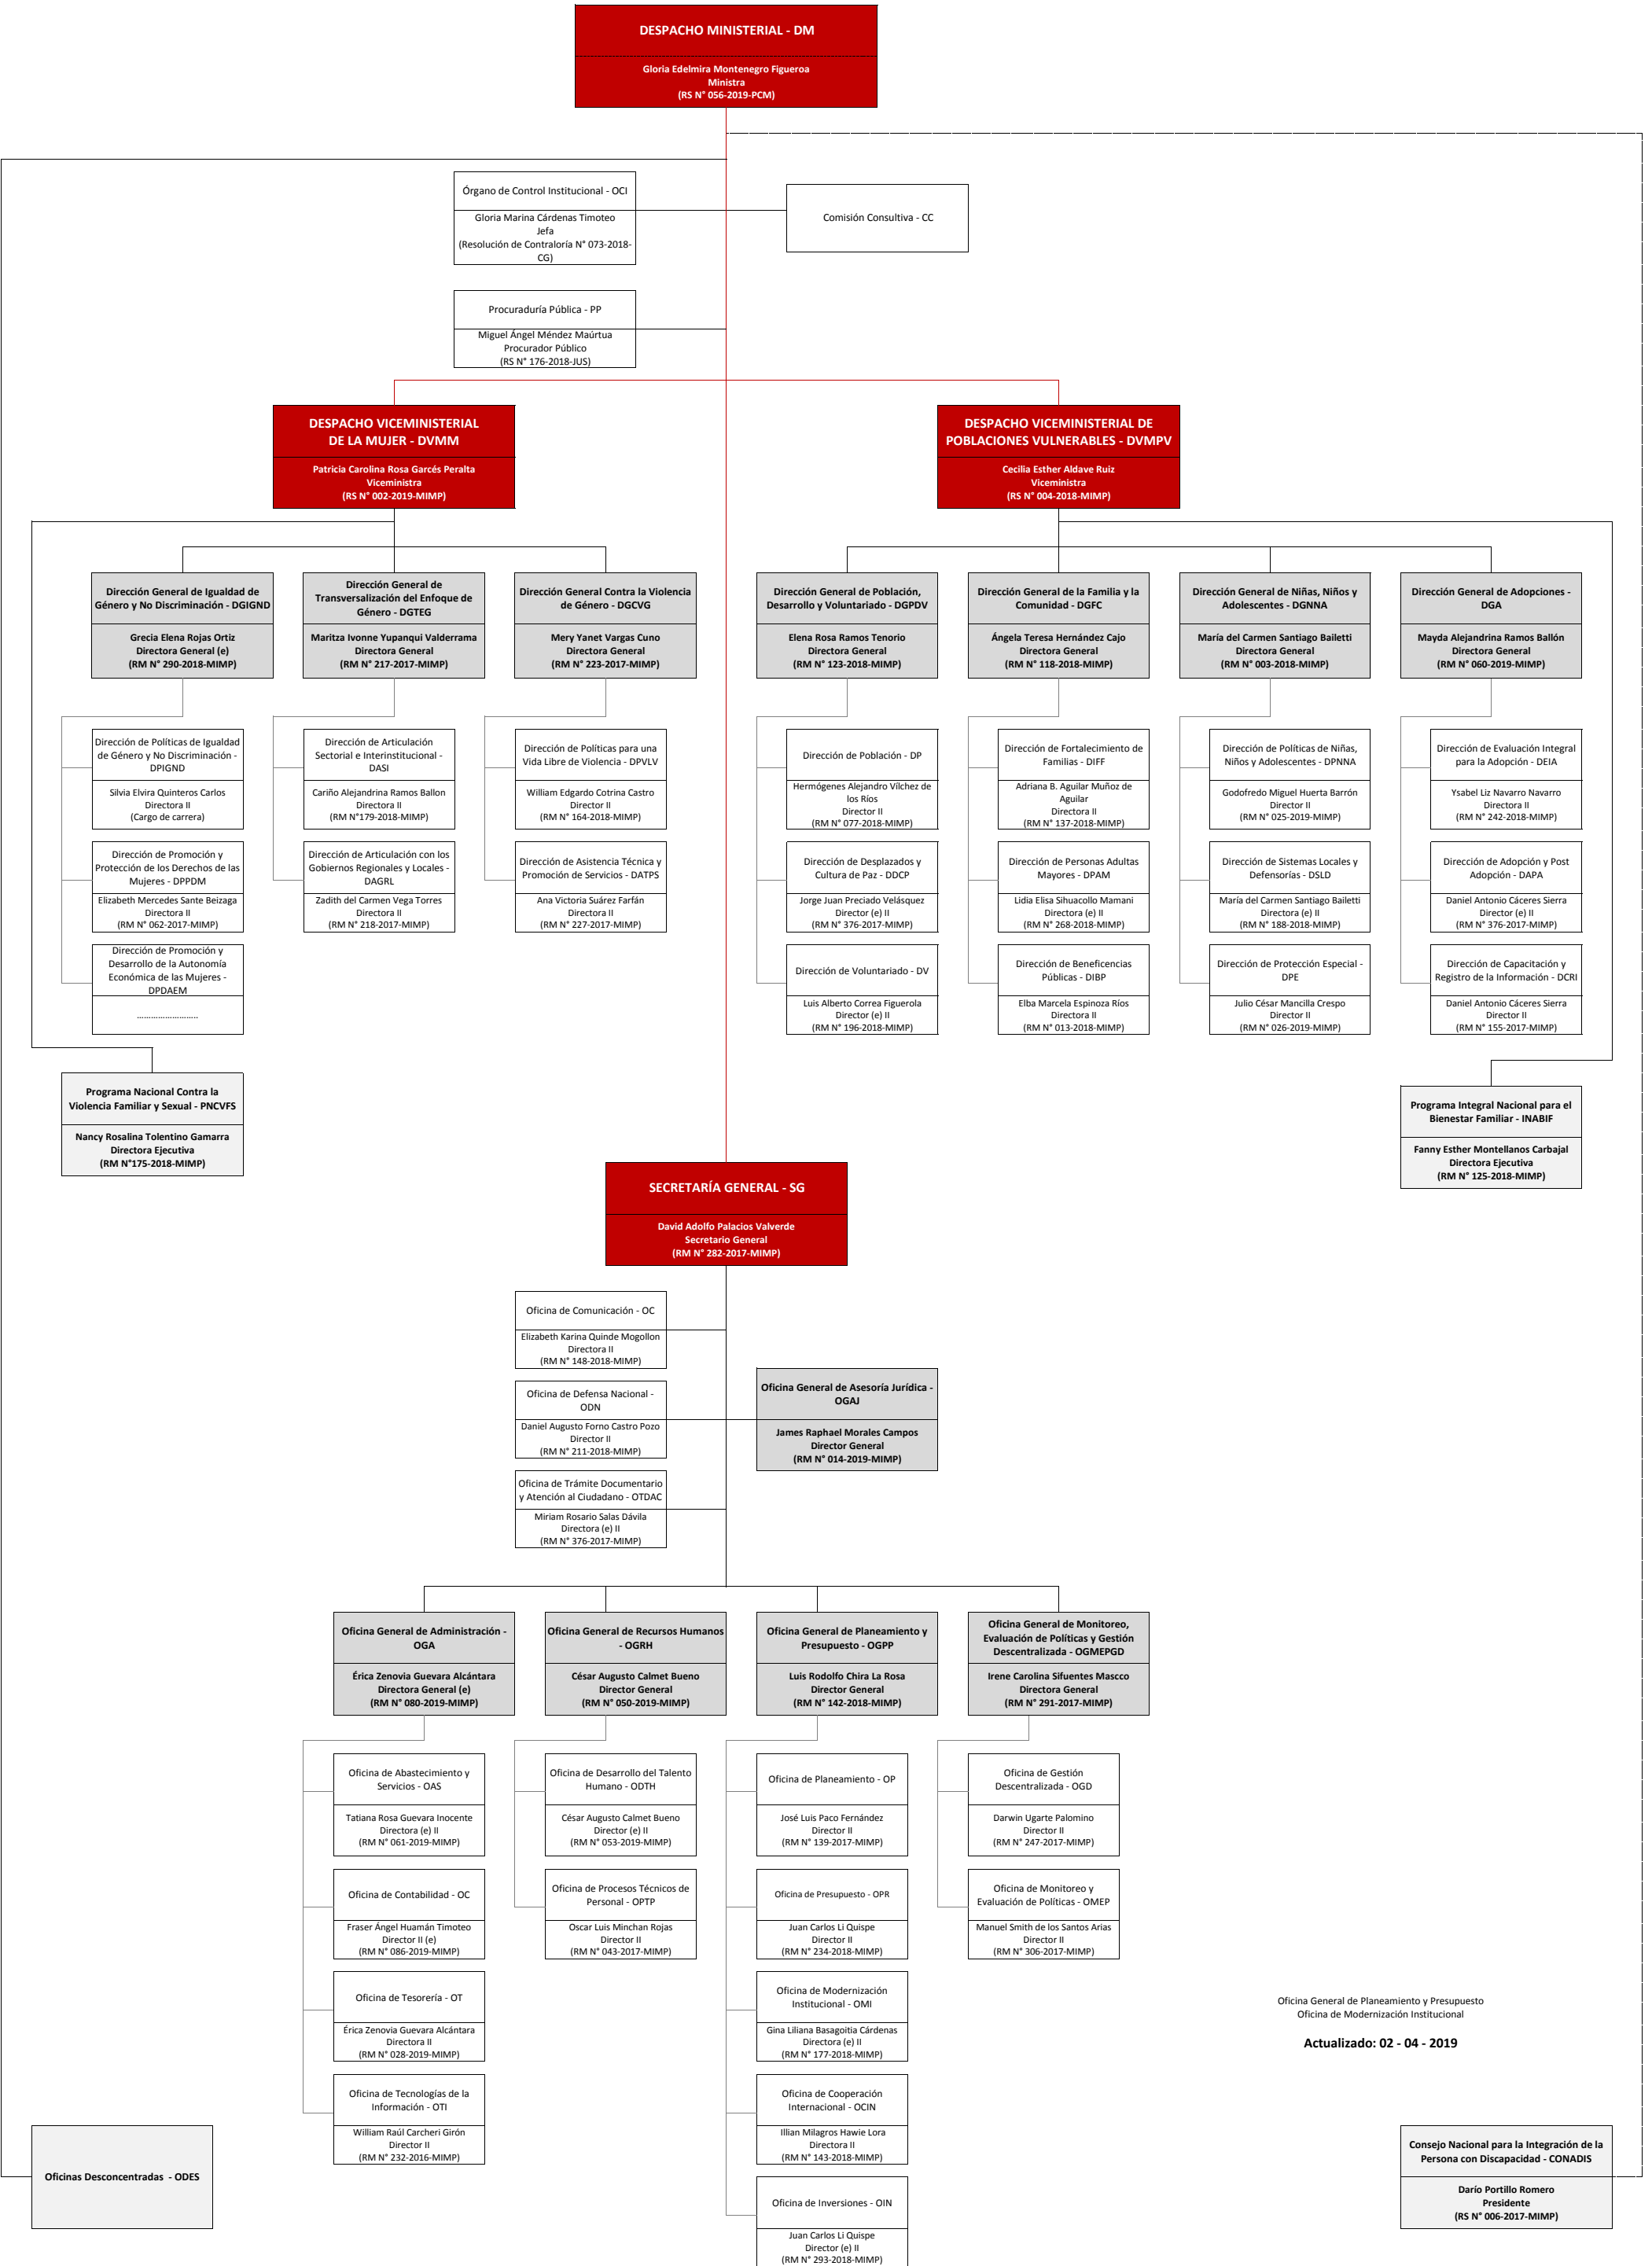 DESPACHO MINISTERIAL - DM
Gloria Edelmira Montenegro Figueroa
Ministra
(RS N° 056-2019-PCM)
Órgano de Control Institucional - OCI
Gloria Marina Cárdenas Timoteo
Jefa
(Resolución de Contraloría N° 073-2018-
CG)
Comisión Consultiva - CC
Procuraduría Pública - PP
Miguel Ángel Méndez Maúrtua
Procurador Público
(RS N° 176-2018-JUS)
DESPACHO VICEMINISTERIAL
DE LA MUJER - DVMM
Patricia Carolina Rosa Garcés Peralta
Viceministra
(RS N° 002-2019-MIMP)
DESPACHO VICEMINISTERIAL DE
POBLACIONES VULNERABLES - DVMPV
Cecilia Esther Aldave Ruiz
Viceministra
(RS N° 004-2018-MIMP)
Dirección General de Igualdad de
Género y No Discriminación - DGIGND
Grecia Elena Rojas Ortiz
Directora General (e)
(RM N° 290-2018-MIMP)
Dirección General de
Transversalización del Enfoque de
Género - DGTEG
Maritza Ivonne Yupanqui Valderrama
Directora General
(RM N° 217-2017-MIMP)
Dirección General Contra la Violencia
de Género - DGCVG
Mery Yanet Vargas Cuno
Directora General
(RM N° 223-2017-MIMP)
Dirección General de Población,
Desarrollo y Voluntariado - DGPDV
Elena Rosa Ramos Tenorio
Directora General
(RM N° 123-2018-MIMP)
Dirección General de la Familia y la
Comunidad - DGFC
Ángela Teresa Hernández Cajo
Directora General
(RM N° 118-2018-MIMP)
Dirección General de Niñas, Niños y
Adolescentes - DGNNA
María del Carmen Santiago Bailetti
Directora General
(RM N° 003-2018-MIMP)
Dirección General de Adopciones -
DGA
Mayda Alejandrina Ramos Ballón
Directora General
(RM N° 060-2019-MIMP)
Dirección de Políticas de Igualdad
de Género y No Discriminación -
DPIGND
Silvia Elvira Quinteros Carlos
Directora II
(Cargo de carrera)
Dirección de Articulación
Sectorial e Interinstitucional -
DASI
Cariño Alejandrina Ramos Ballon
Directora II
(RM N°179-2018-MIMP)
Dirección de Políticas para una
Vida Libre de Violencia - DPVLV
William Edgardo Cotrina Castro
Director II
(RM N° 164-2018-MIMP)
Dirección de Población - DP
Hermógenes Alejandro Vílchez de
los Ríos
Director II
(RM N° 077-2018-MIMP)
Dirección de Fortalecimiento de
Familias - DIFF
Adriana B. Aguilar Muñoz de
Aguilar
Directora II
(RM N° 137-2018-MIMP)
Dirección de Políticas de Niñas,
Niños y Adolescentes - DPNNA
Godofredo Miguel Huerta Barrón
Director II
(RM N° 025-2019-MIMP)
Dirección de Evaluación Integral
para la Adopción - DEIA
Ysabel Liz Navarro Navarro
Directora II
(RM N° 242-2018-MIMP)
Dirección de Promoción y
Protección de los Derechos de las
Mujeres - DPPDM
Elizabeth Mercedes Sante Beizaga
Directora II
(RM N° 062-2017-MIMP)
Dirección de Articulación con los
Gobiernos Regionales y Locales -
DAGRL
Zadith del Carmen Vega Torres
Directora II
(RM N° 218-2017-MIMP)
Dirección de Asistencia Técnica y
Promoción de Servicios - DATPS
Ana Victoria Suárez Farfán
Directora II
(RM N° 227-2017-MIMP)
Dirección de Desplazados y
Cultura de Paz - DDCP
Jorge Juan Preciado Velásquez
Director (e) II
(RM N° 376-2017-MIMP)
Dirección de Personas Adultas
Mayores - DPAM
Lidia Elisa Sihuacollo Mamani
Directora (e) II
(RM N° 268-2018-MIMP)
Dirección de Sistemas Locales y
Defensorías - DSLD
María del Carmen Santiago Bailetti
Directora (e) II
(RM N° 188-2018-MIMP)
Dirección de Adopción y Post
Adopción - DAPA
Daniel Antonio Cáceres Sierra
Director (e) II
(RM N° 376-2017-MIMP)
Dirección de Promoción y
Desarrollo de la Autonomía
Económica de las Mujeres -
DPDAEM
........................
Dirección de Voluntariado - DV
Luis Alberto Correa Figuerola
Director (e) II
(RM N° 196-2018-MIMP)
Dirección de Beneficencias
Públicas - DIBP
Elba Marcela Espinoza Ríos
Directora II
(RM N° 013-2018-MIMP)
Dirección de Protección Especial -
DPE
Julio César Mancilla Crespo
Director II
(RM N° 026-2019-MIMP)
Dirección de Capacitación y
Registro de la Información - DCRI
Daniel Antonio Cáceres Sierra
Director II
(RM N° 155-2017-MIMP)
Programa Nacional Contra la
Violencia Familiar y Sexual - PNCVFS
Nancy Rosalina Tolentino Gamarra
Directora Ejecutiva
(RM N°175-2018-MIMP)
Programa Integral Nacional para el
Bienestar Familiar - INABIF
Fanny Esther Montellanos Carbajal
Directora Ejecutiva
(RM N° 125-2018-MIMP)
SECRETARÍA GENERAL - SG
David Adolfo Palacios Valverde
Secretario General
(RM N° 282-2017-MIMP)
Oficina de Comunicación - OC
Elizabeth Karina Quinde Mogollon
Directora II
(RM N° 148-2018-MIMP)
Oficina de Defensa Nacional -
ODN
Daniel Augusto Forno Castro Pozo
Director II
(RM N° 211-2018-MIMP)
Oficina General de Asesoría Jurídica -
OGAJ
James Raphael Morales Campos
Director General
(RM N° 014-2019-MIMP)
Oficina de Trámite Documentario
y Atención al Ciudadano - OTDAC
Miriam Rosario Salas Dávila
Directora (e) II
(RM N° 376-2017-MIMP)
Oficina General de Administración -
OGA
Érica Zenovia Guevara Alcántara
Directora General (e)
(RM N° 080-2019-MIMP)
Oficina General de Recursos Humanos
- OGRH
César Augusto Calmet Bueno
Director General
(RM N° 050-2019-MIMP)
Oficina General de Planeamiento y
Presupuesto - OGPP
Luis Rodolfo Chira La Rosa
Director General
(RM N° 142-2018-MIMP)
Oficina General de Monitoreo,
Evaluación de Políticas y Gestión
Descentralizada - OGMEPGD
Irene Carolina Sifuentes Mascco
Directora General
(RM N° 291-2017-MIMP)
Oficina de Abastecimiento y
Servicios - OAS
Tatiana Rosa Guevara Inocente
Directora (e) II
(RM N° 061-2019-MIMP)
Oficina de Desarrollo del Talento
Humano - ODTH
César Augusto Calmet Bueno
Director (e) II
(RM N° 053-2019-MIMP)
Oficina de Planeamiento - OP
José Luis Paco Fernández
Director II
(RM N° 139-2017-MIMP)
Oficina de Gestión
Descentralizada - OGD
Darwin Ugarte Palomino
Director II
(RM N° 247-2017-MIMP)
Oficina de Contabilidad - OC
Fraser Ángel Huamán Timoteo
Director II (e)
(RM N° 086-2019-MIMP)
Oficina de Procesos Técnicos de
Personal - OPTP
Oscar Luis Minchan Rojas
Director II
(RM N° 043-2017-MIMP)
Oficina de Presupuesto - OPR
Juan Carlos Li Quispe
Director II
(RM N° 234-2018-MIMP)
Oficina de Monitoreo y
Evaluación de Políticas - OMEP
Manuel Smith de los Santos Arias
Director II
(RM N° 306-2017-MIMP)
Oficina de Tesorería - OT
Érica Zenovia Guevara Alcántara
Directora II
(RM N° 028-2019-MIMP)
Oficina de Modernización
Institucional - OMI
Gina Liliana Basagoitia Cárdenas
Directora (e) II
(RM N° 177-2018-MIMP)
Oficina General de Planeamiento y Presupuesto
Oficina de Modernización Institucional
Actualizado: 02 - 04 - 2019
Oficina de Tecnologías de la
Información - OTI
William Raúl Carcheri Girón
Director II
(RM N° 232-2016-MIMP)
Oficina de Cooperación
Internacional - OCIN
Illian Milagros Hawie Lora
Directora II
(RM N° 143-2018-MIMP)
Oficinas Desconcentradas - ODES
Consejo Nacional para la Integración de la
Persona con Discapacidad - CONADIS
Darío Portillo Romero
Presidente
(RS N° 006-2017-MIMP)
Oficina de Inversiones - OIN
Juan Carlos Li Quispe
Director (e) II
(RM N° 293-2018-MIMP)